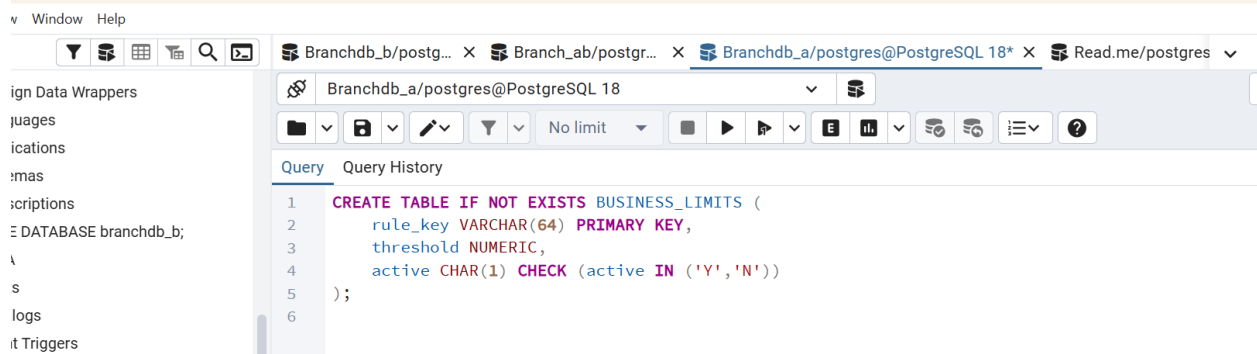 Window Help
Branchdb_b/postg... Branch_ab/postgr... Branchdb_a/postgres@PostgreSQL 18* Read.me/postgres
ign Data Wrappers
Branchdb_a/postgres@PostgreSQL 18
guages
ications
No limit
E
emas
Query Query History
scriptions
1 CREATE TABLE IF NOT EXISTS BUSINESS_LIMITS (
2 rule_key VARCHAR(64) PRIMARY KEY,
E DATABASE branchdb_b;
3 threshold NUMERIC,
4 active CHAR(1) CHECK (active IN ('Y','N'))
s
5 );
logs
6
t Triggers